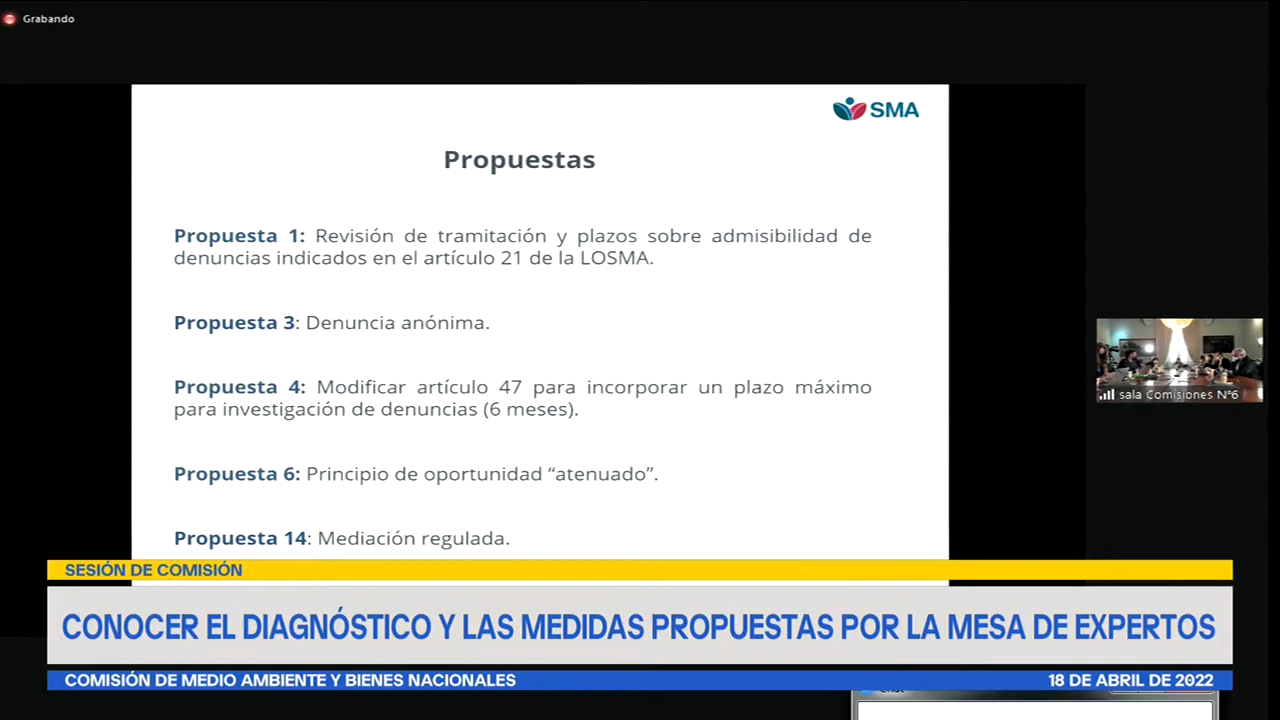 Grabando
SMA
Propuestas
Propuesta 1: Revisión de tramitación y plazos sobre admisibilidad de
denuncias indicados en el artículo 21 de la LOSMA.
Propuesta 3: Denuncia anónima.
Propuesta 4: Modificar artículo 47 para incorporar un plazo máximo
para investigación de denuncias (6 meses).
Propuesta 6: Principio de oportunidad “atenuado”.
Propuesta 14: Mediación regulada.
sala Comisiones N°6
SESIÓN DE COMISIÓN
CONOCER EL DIAGNÓSTICO Y LAS MEDIDAS PROPUESTAS POR LA MESA DE EXPERTOS
COMISIÓN DE MEDIO AMBIENTE Y BIENES NACIONALES
18 DE ABRIL DE 2022